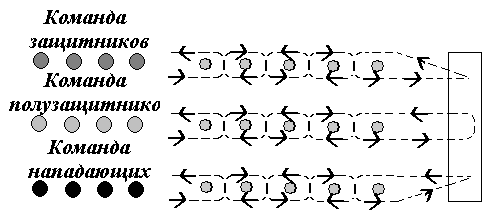 Команда
защитников
Команда
полузащитнико
Команда
нападающих